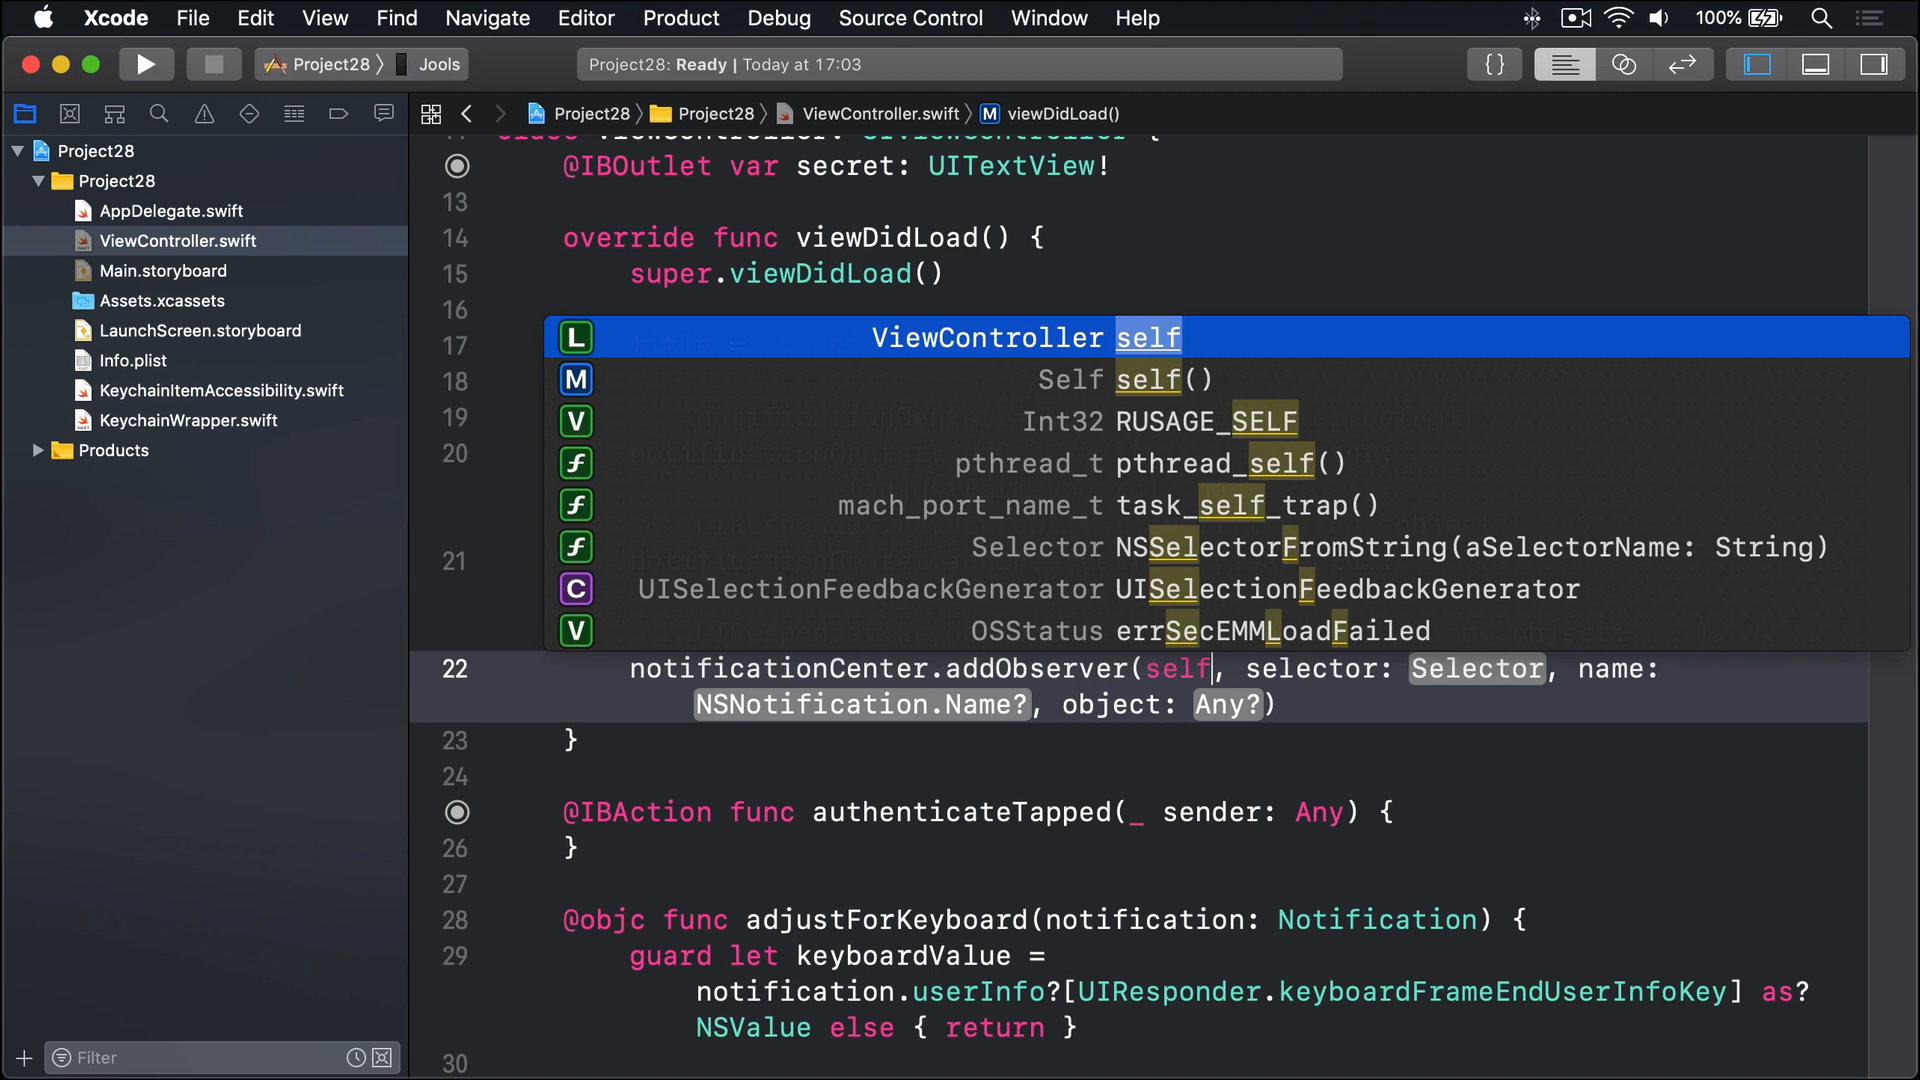 Xcode File Edit View Find Navigate Editor Product Debug Source Control Window Help 100%
Project28 Jools Project28: Ready | Today at 17:03 { }
Project28 Project28 ViewController.swift M viewDidLoad()
Project28
Project28
AppDelegate.swift
ViewController.swift
Main.storyboard
Assets.xcassets
LaunchScreen.storyboard
Info.plist
KeychainItemAccessibility.swift
KeychainWrapper.swift
Products
Filter
class ViewController: UIViewController {
@IBOutlet var secret: UITextView!
13
14 override func viewDidLoad() {
15 super.viewDidLoad()
16
17
18
19
20
21
L ViewController self
M Self self()
V Int32 RUSAGE_SELF
f pthread_t pthread_self()
f mach_port_name_t task_self_trap()
f Selector NSSelectorFromString(aSelectorName: String)
C UISelectionFeedbackGenerator UISelectionFeedbackGenerator
V OSStatus errSecEMMLoadFailed
22 notificationCenter.addObserver(self, selector: Selector, name:
NSNotification.Name?, object: Any?)
23 }
24
@IBAction func authenticateTapped(_ sender: Any) {
26 }
27
28 @objc func adjustForKeyboard(notification: Notification) {
29 guard let keyboardValue =
notification.userInfo?[UIResponder.keyboardFrameEndUserInfoKey] as?
NSValue else { return }
30